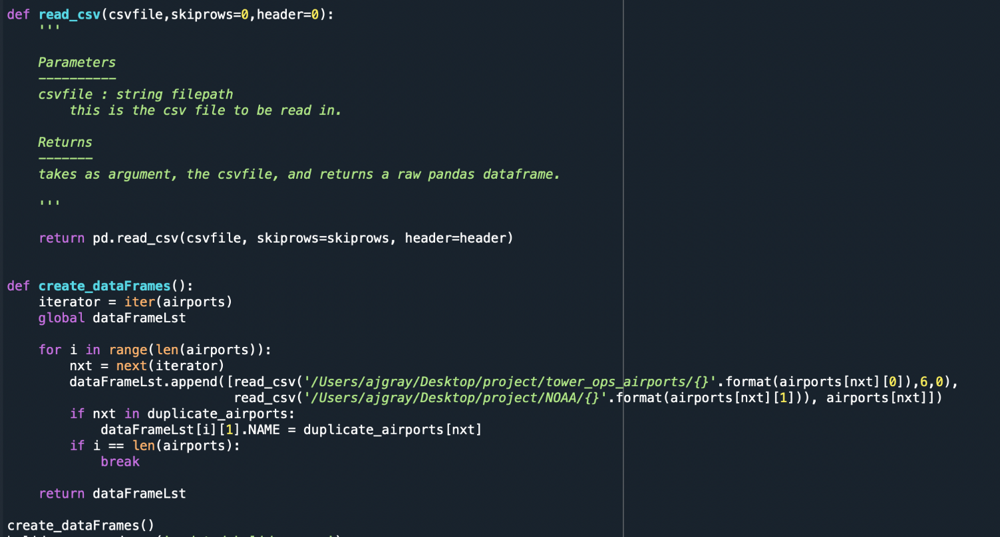 def read_csv(csvfile,skiprows=0,header=0):
    '''

    Parameters
    ----------
    csvfile : string filepath
        this is the csv file to be read in.

    Returns
    -------
    takes as argument, the csvfile, and returns a raw pandas dataframe.

    '''

    return pd.read_csv(csvfile, skiprows=skiprows, header=header)


def create_dataFrames():
    iterator = iter(airports)
    global dataFrameLst

    for i in range(len(airports)):
        nxt = next(iterator)
        dataFrameLst.append([read_csv('/Users/ajgray/Desktop/project/tower_ops_airports/{}'.format(airports[nxt][0]),6,0),
                             read_csv('/Users/ajgray/Desktop/project/NOAA/{}'.format(airports[nxt][1])), airports[nxt]])
        if nxt in duplicate_airports:
            dataFrameLst[i][1].NAME = duplicate_airports[nxt]
        if i == len(airports):
            break

    return dataFrameLst

create_dataFrames()